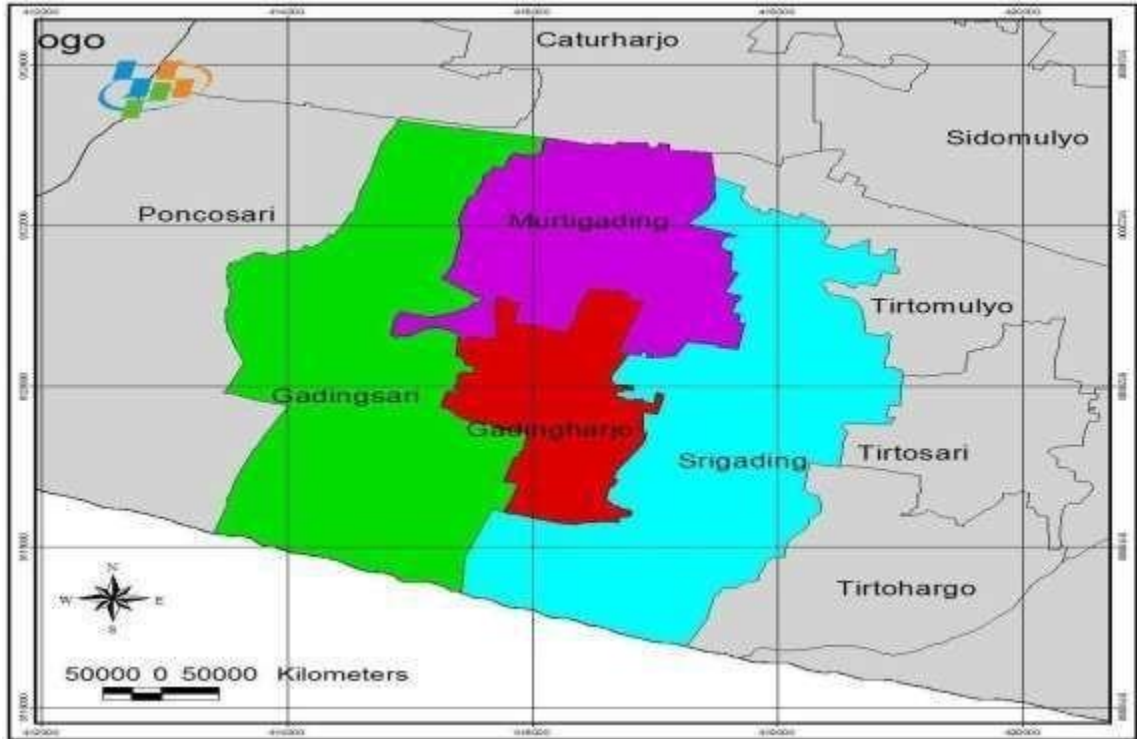 ogo
Caturharjo
Sidomulyo
Poncosari
Murtigading
Tirtomulyo
Gadingsari
Gadingharjo
Srigading
Tirtosari
Tirtohargo
N
W E
S
50000 0 50000 Kilometers